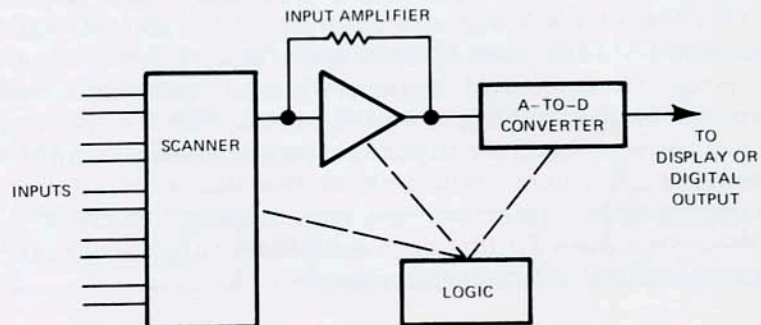 INPUT AMPLIFIER
SCANNER
A-TO-D
CONVERTER
TO
DISPLAY OR
DIGITAL
OUTPUT
INPUTS
LOGIC